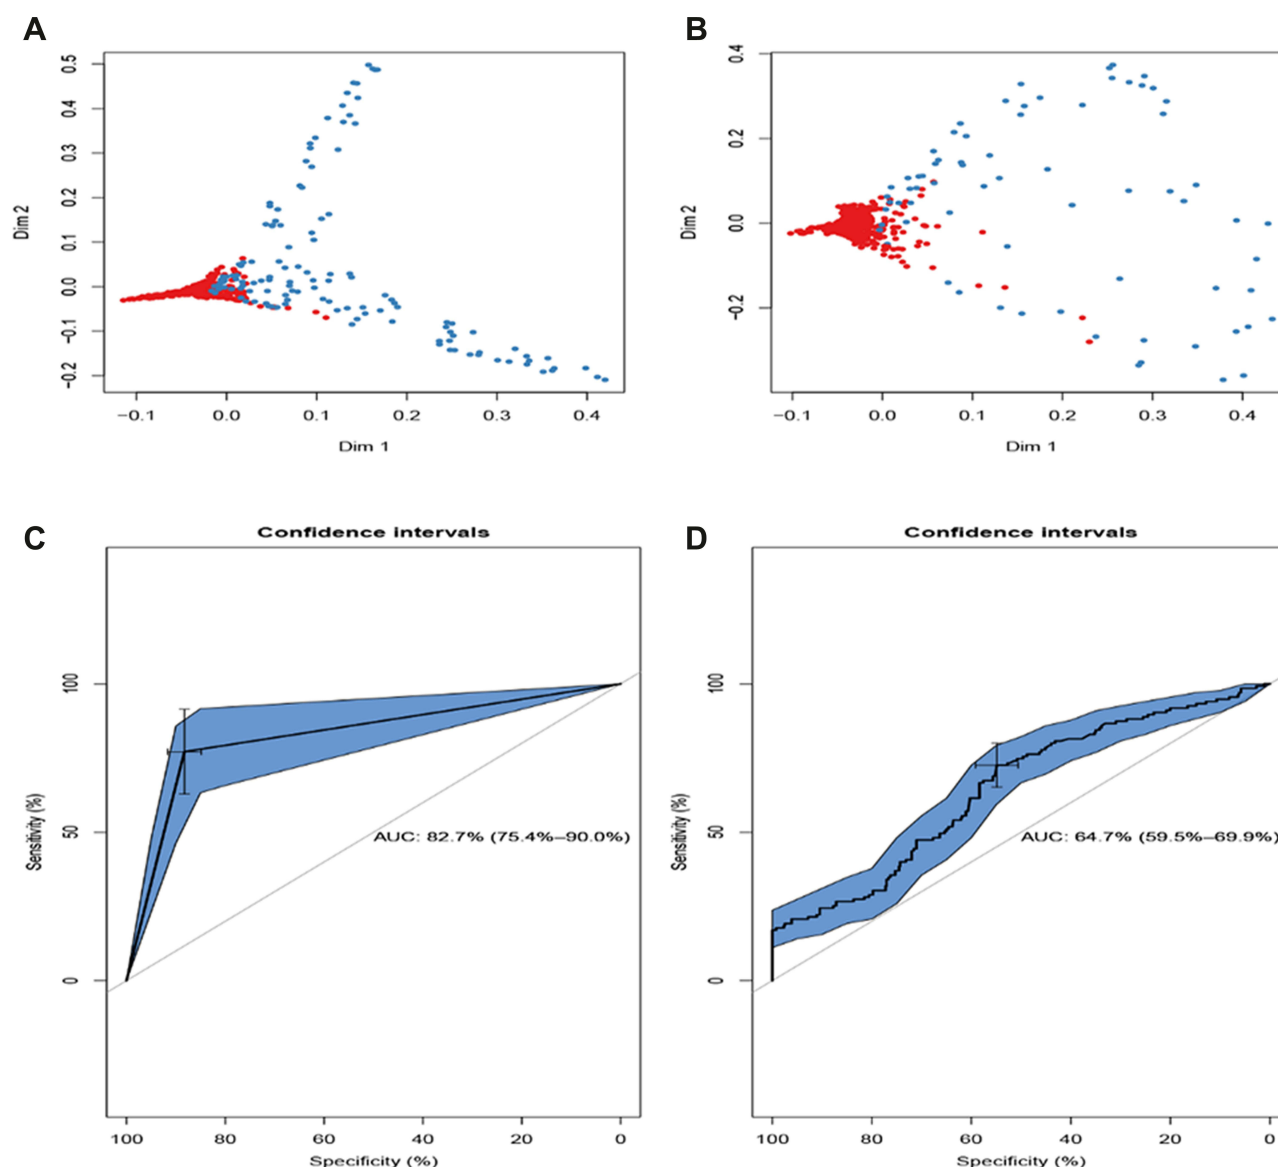 A
B
0.5
0.4
0.3
0.2
0.1
0.0
−0.1
−0.2
Dim 2
−0.1 0.0 0.1 0.2 0.3 0.4
Dim 1
0.4
0.2
0.0
−0.2
Dim 2
−0.1 0.0 0.1 0.2 0.3 0.4
Dim 1
C
Confidence intervals
100
50
0
Sensitivity (%)
AUC: 82.7% (75.4%–90.0%)
100 80 60 40 20 0
Specificity (%)
D
Confidence intervals
100
50
0
Sensitivity (%)
AUC: 64.7% (59.5%–69.9%)
100 80 60 40 20 0
Specificity (%)